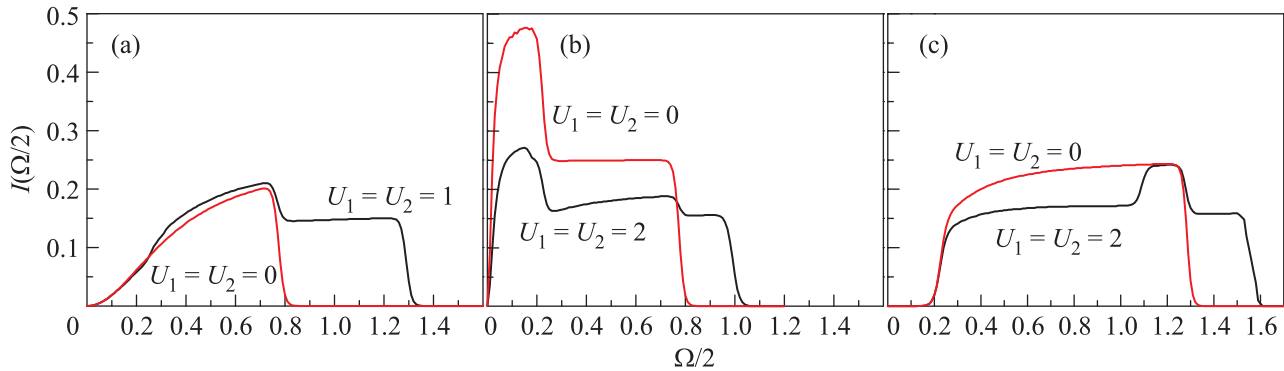 0.5
0.4
0.3
0.2
0.1
I(Ω/2)
(a)
U1 = U2 = 1
U1 = U2 = 0
0 0.2 0.4 0.6 0.8 1.0 1.2 1.4
(b)
U1 = U2 = 0
U1 = U2 = 2
0 0.2 0.4 0.6 0.8 1.0 1.2 1.4
(c)
U1 = U2 = 0
U1 = U2 = 2
0 0.2 0.4 0.6 0.8 1.0 1.2 1.4 1.6
Ω/2